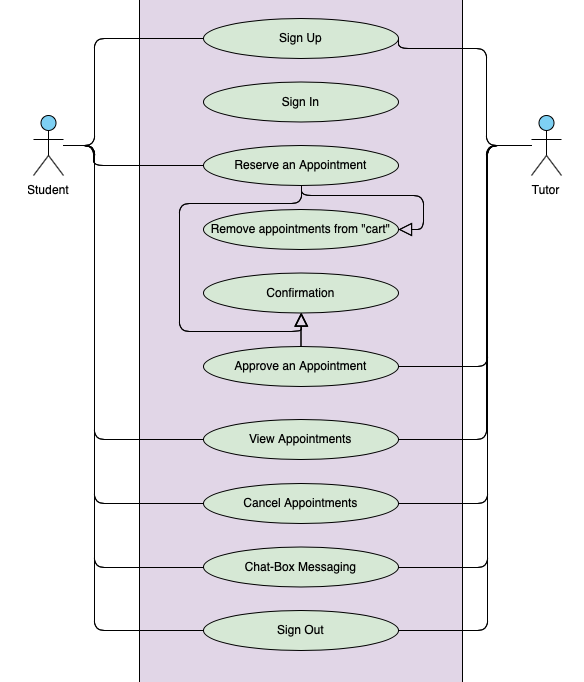 Sign Up
Sign In
Student
Tutor
Reserve an Appointment
Remove appointments from "cart"
Confirmation
Approve an Appointment
View Appointments
Cancel Appointments
Chat-Box Messaging
Sign Out